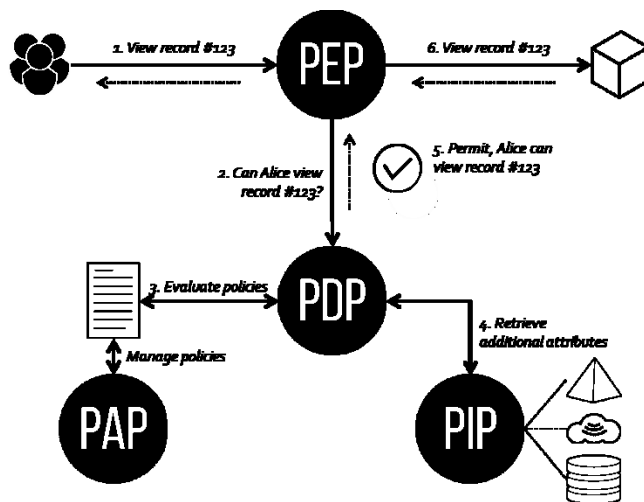 1. View record #123
PEP
6. View record #123
2. Can Alice view
record #123?
5. Permit, Alice can
view record #123
3. Evaluate policies
PDP
4. Retrieve
additional attributes
Manage policies
PAP
PIP